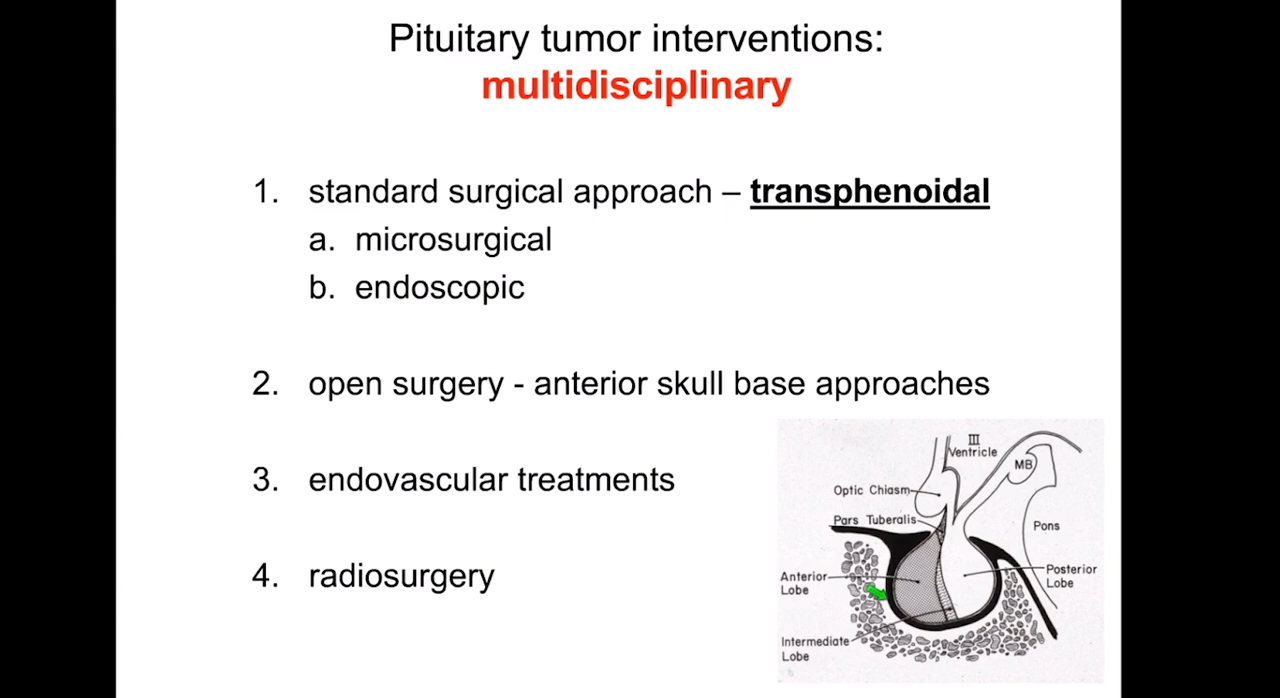 Pituitary tumor interventions:
multidisciplinary
1. standard surgical approach – transphenoidal
a. microsurgical
b. endoscopic
2. open surgery - anterior skull base approaches
3. endovascular treatments
4. radiosurgery
III
Ventricle
MB
Optic Chiasm
Pars Tuberalis
Pons
Anterior
Lobe
Posterior
Lobe
Intermediate
Lobe